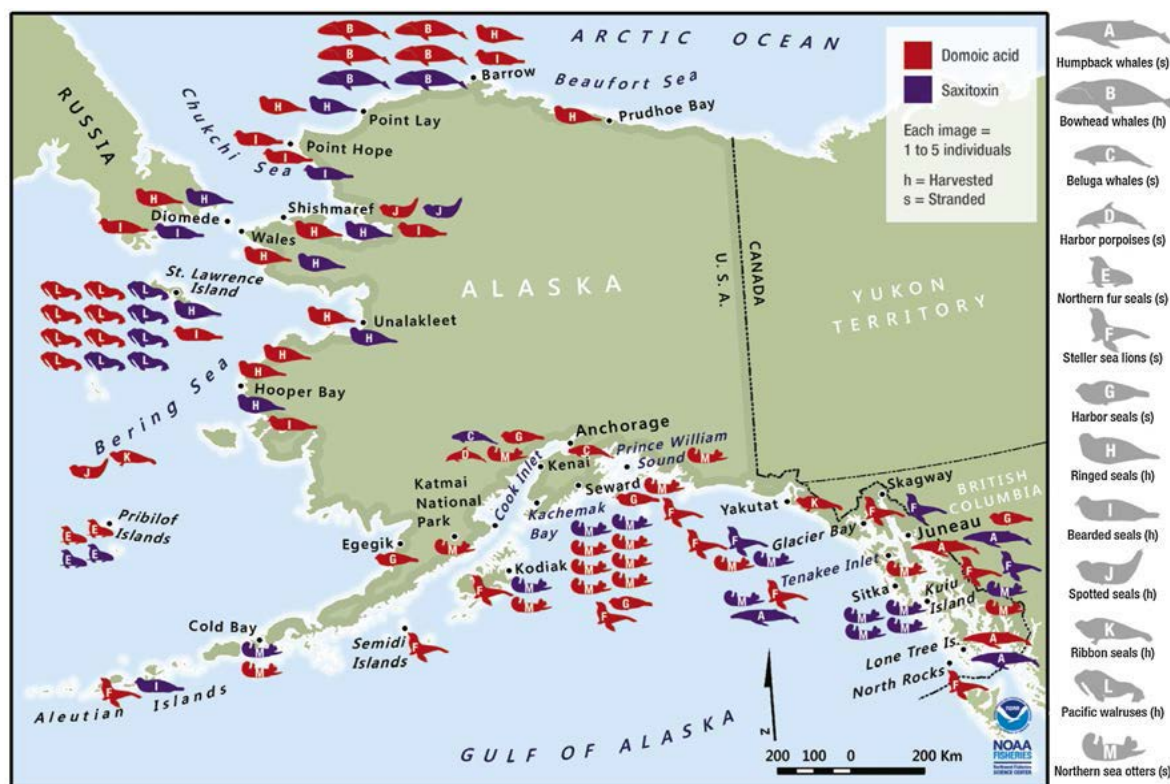 ARCTIC OCEAN
Beaufort Sea
Barrow
Prudhoe Bay
Point Lay
Point Hope
Chukchi
Sea
RUSSIA
Diomede
Shishmaref
Wales
St. Lawrence
Island
Unalakleet
Hooper Bay
Bering Sea
Pribilof
Islands
ALASKA
U.S.A.
CANADA
YUKON
TERRITORY
BRITISH
COLUMBIA
Anchorage
Prince William
Sound
Kenai
Cook Inlet
Seward
Katmai
National
Park
Kachemak
Bay
Egegik
Kodiak
Cold Bay
Semidi
Islands
Aleutian Islands
Yakutat
Skagway
Glacier Bay
Juneau
Tenakee Inlet
Sitka
Kuiu
Island
Lone Tree Is.
North Rocks
GULF OF ALASKA
Domoic acid
Saxitoxin
Each image =
1 to 5 individuals
h = Harvested
s = Stranded
N
200 100 0 200 Km
NOAA
FISHERIES
Northwest Fisheries
SCIENCE CENTER
A
Humpback whales (s)
B
Bowhead whales (h)
C
Beluga whales (s)
D
Harbor porpoises (s)
E
Northern fur seals (s)
F
Steller sea lions (s)
G
Harbor seals (s)
H
Ringed seals (h)
I
Bearded seals (h)
J
Spotted seals (h)
K
Ribbon seals (h)
L
Pacific walruses (h)
M
Northern sea otters (s)